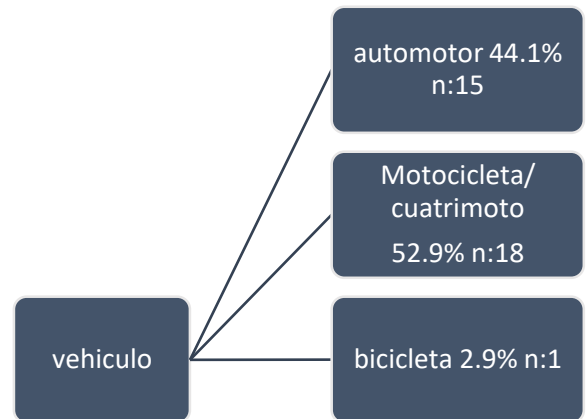 automotor 44.1%
n:15
Motocicleta/
cuatrimoto
52.9% n:18
vehiculo
bicicleta 2.9% n:1